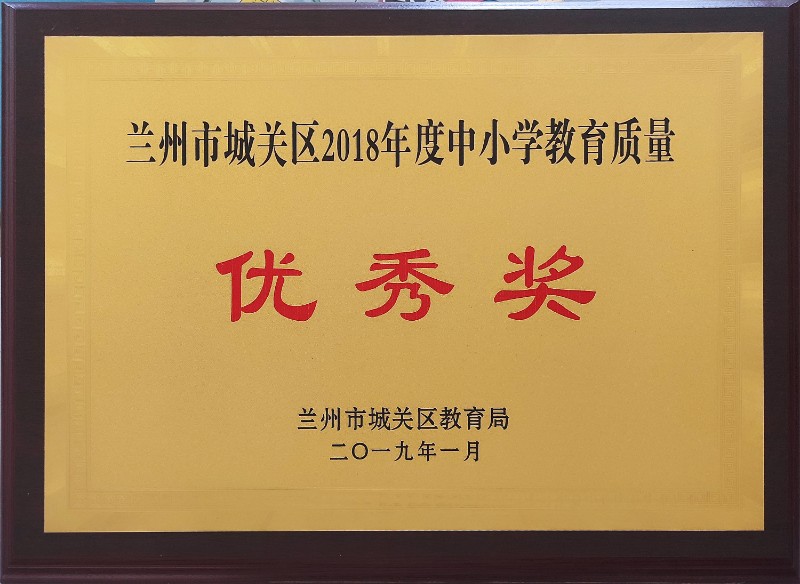 兰州市城关区2018年度中小学教育质量
优秀奖
兰州市城关区教育局
二〇一九年一月